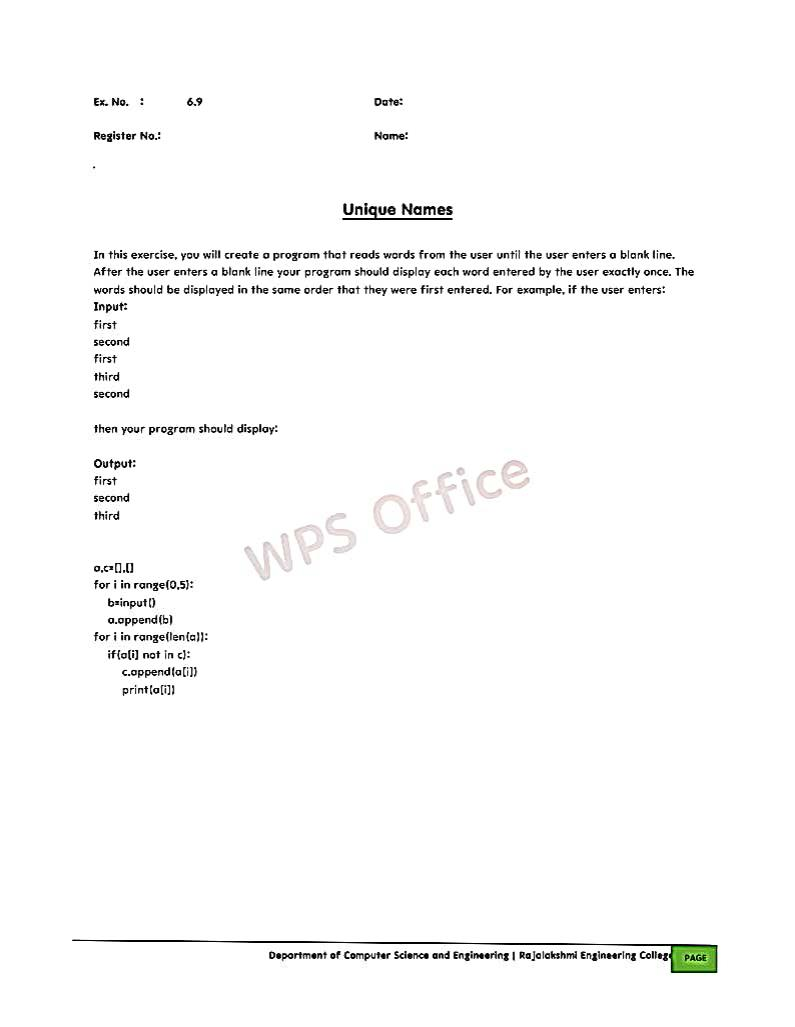 Ex. No. : 6.9 Date:
Register No.: Name:
.
Unique Names
In this exercise, you will create a program that reads words from the user until the user enters a blank line.
After the user enters a blank line your program should display each word entered by the user exactly once. The
words should be displayed in the same order that they were first entered. For example, if the user enters:
Input:
first
second
first
third
second
then your program should display:
Output:
first
second
third
WPS Office
a,c=[],[]
for i in range(0,5):
b=input()
a.append(b)
for i in range(len(a)):
if(a[i] not in c):
c.append(a[i])
print(a[i])
Department of Computer Science and Engineering | Rajalakshmi Engineering Colleg
PAGE